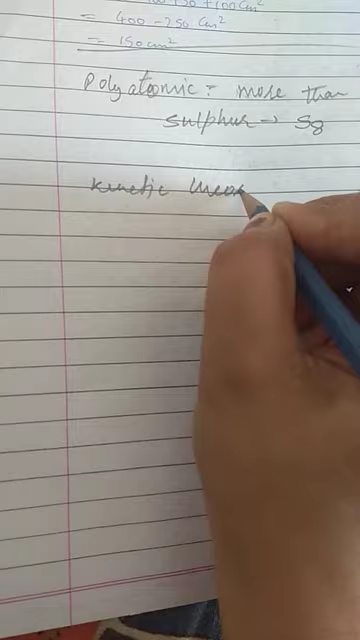 = 400 - 250 cm²
= 150 cm²
Polyatomic = more than
sulphur → S8
kinetic